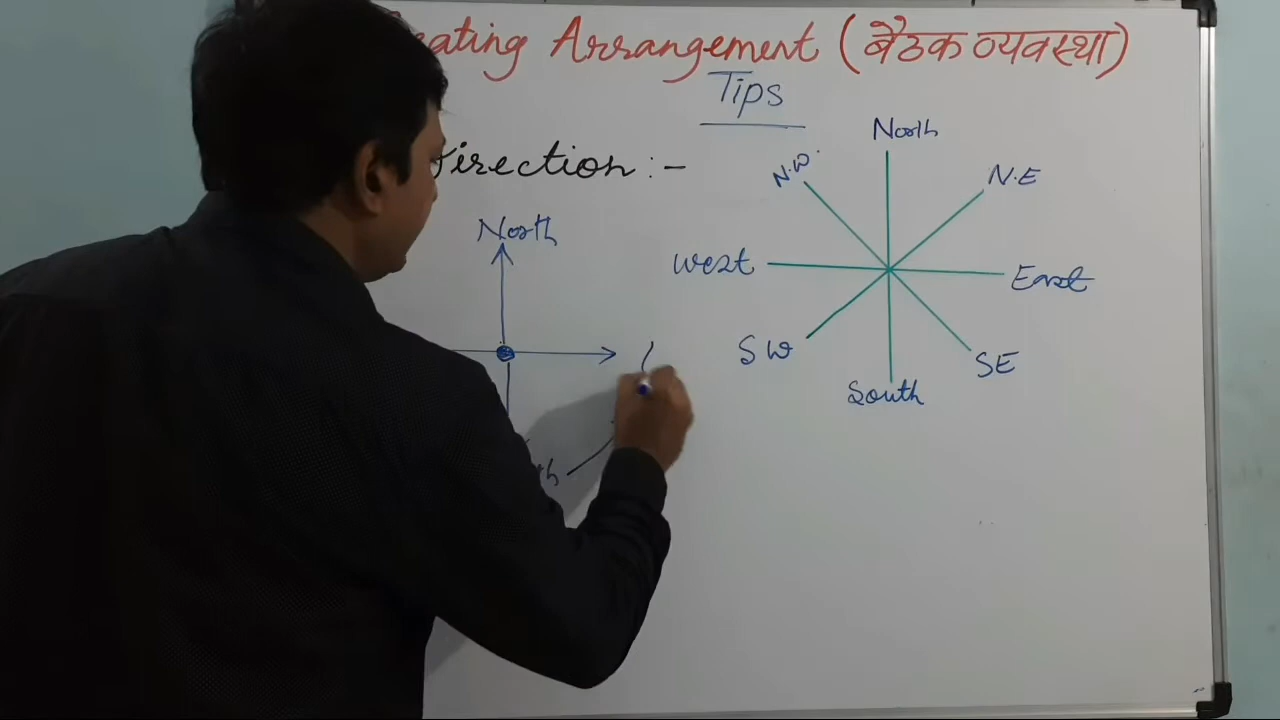 eating Arrangement (बैठक व्यवस्था)
Tips
irection :-
North
North
N.W.
N.E
West
East
SW
SE
South